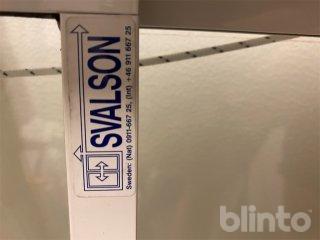 SVALSON
Sweden: (Nat) 0911-667 25, (Int) +46 911 667 25
blinto